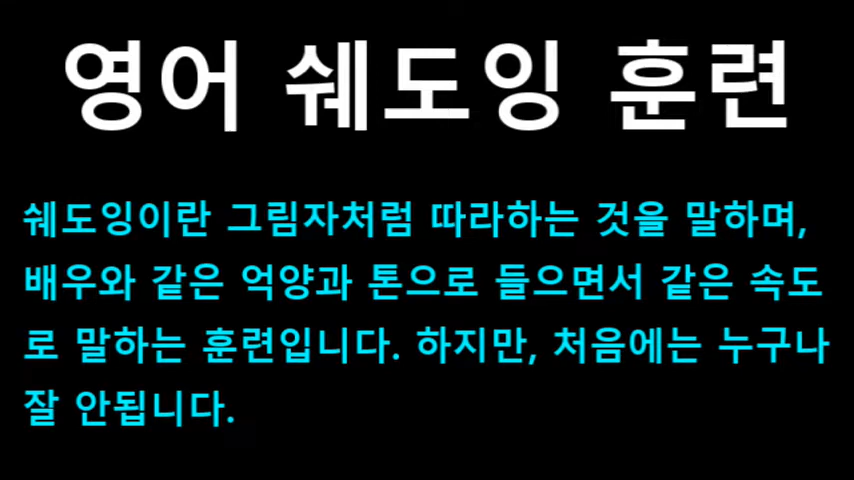 영어 쉐도잉 훈련
쉐도잉이란 그림자처럼 따라하는 것을 말하며,
배우와 같은 억양과 톤으로 들으면서 같은 속도
로 말하는 훈련입니다. 하지만, 처음에는 누구나
잘 안됩니다.